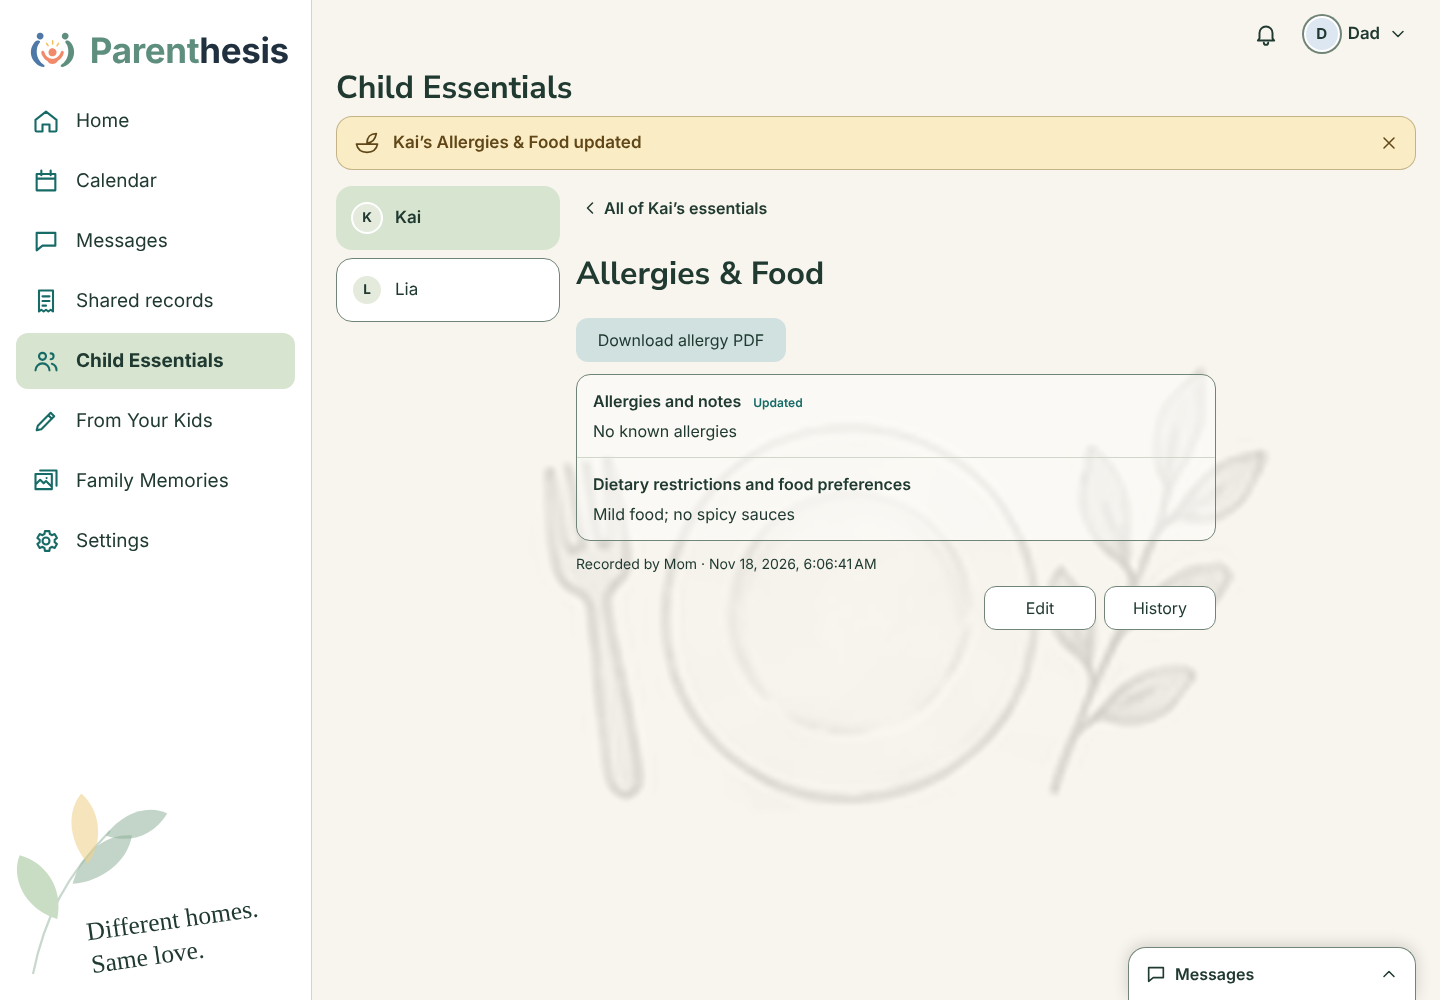 Parenthesis
Home
Calendar
Messages
Shared records
Child Essentials
From Your Kids
Family Memories
Settings
Different homes.
Same love.
D Dad
Child Essentials
Kai’s Allergies & Food updated
K Kai
L Lia
All of Kai’s essentials
Allergies & Food
Download allergy PDF
Allergies and notes Updated
No known allergies
Dietary restrictions and food preferences
Mild food; no spicy sauces
Recorded by Mom · Nov 18, 2026, 6:06:41 AM
Edit History
Messages